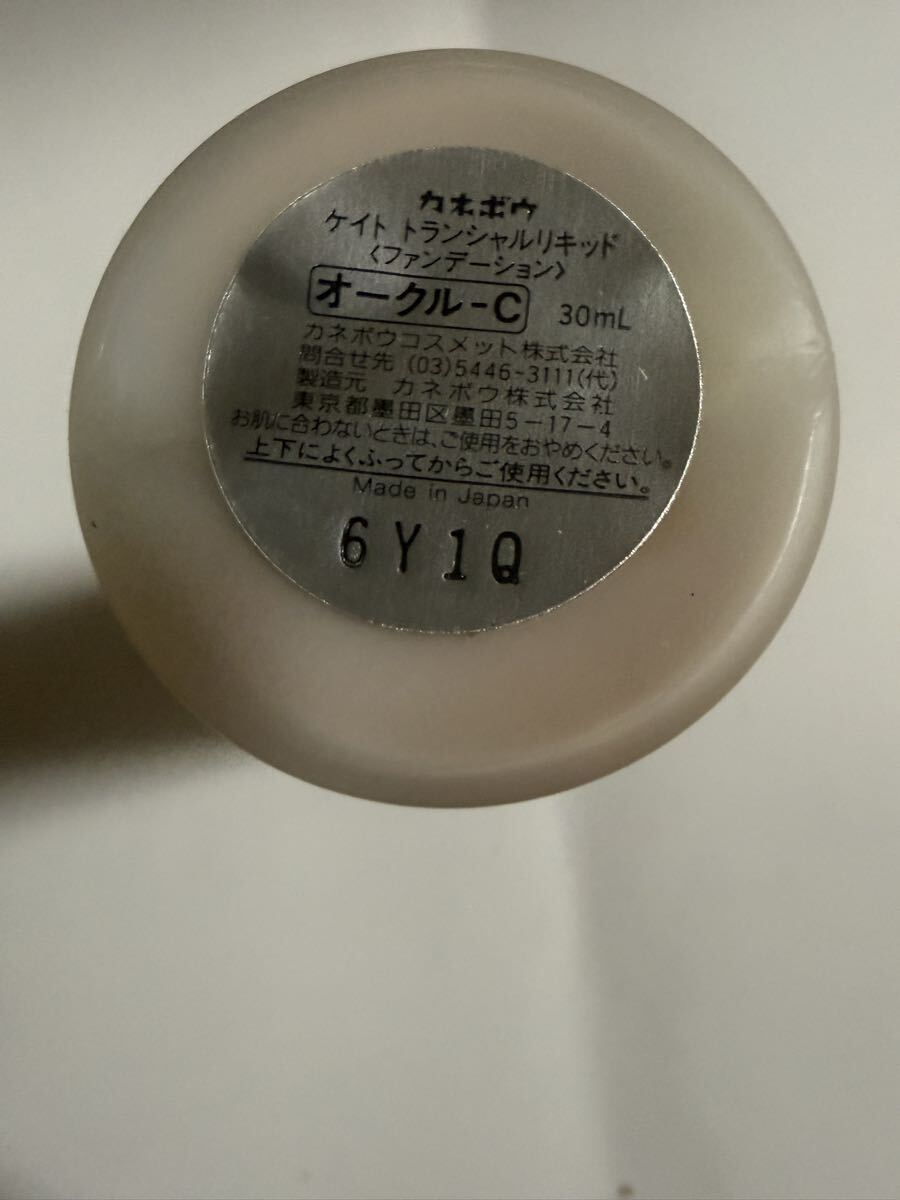 カネボウ
ケイト トランシャルリキッド
〈ファンデーション〉
オークル-C 30mL
カネボウコスメット株式会社
問合せ先 (03)5446-3111(代)
製造元 カネボウ株式会社
東京都墨田区墨田5-17-4
お肌に合わないときは、ご使用をおやめください。
上下によくふってからご使用ください。
Made in Japan
6Y1Q